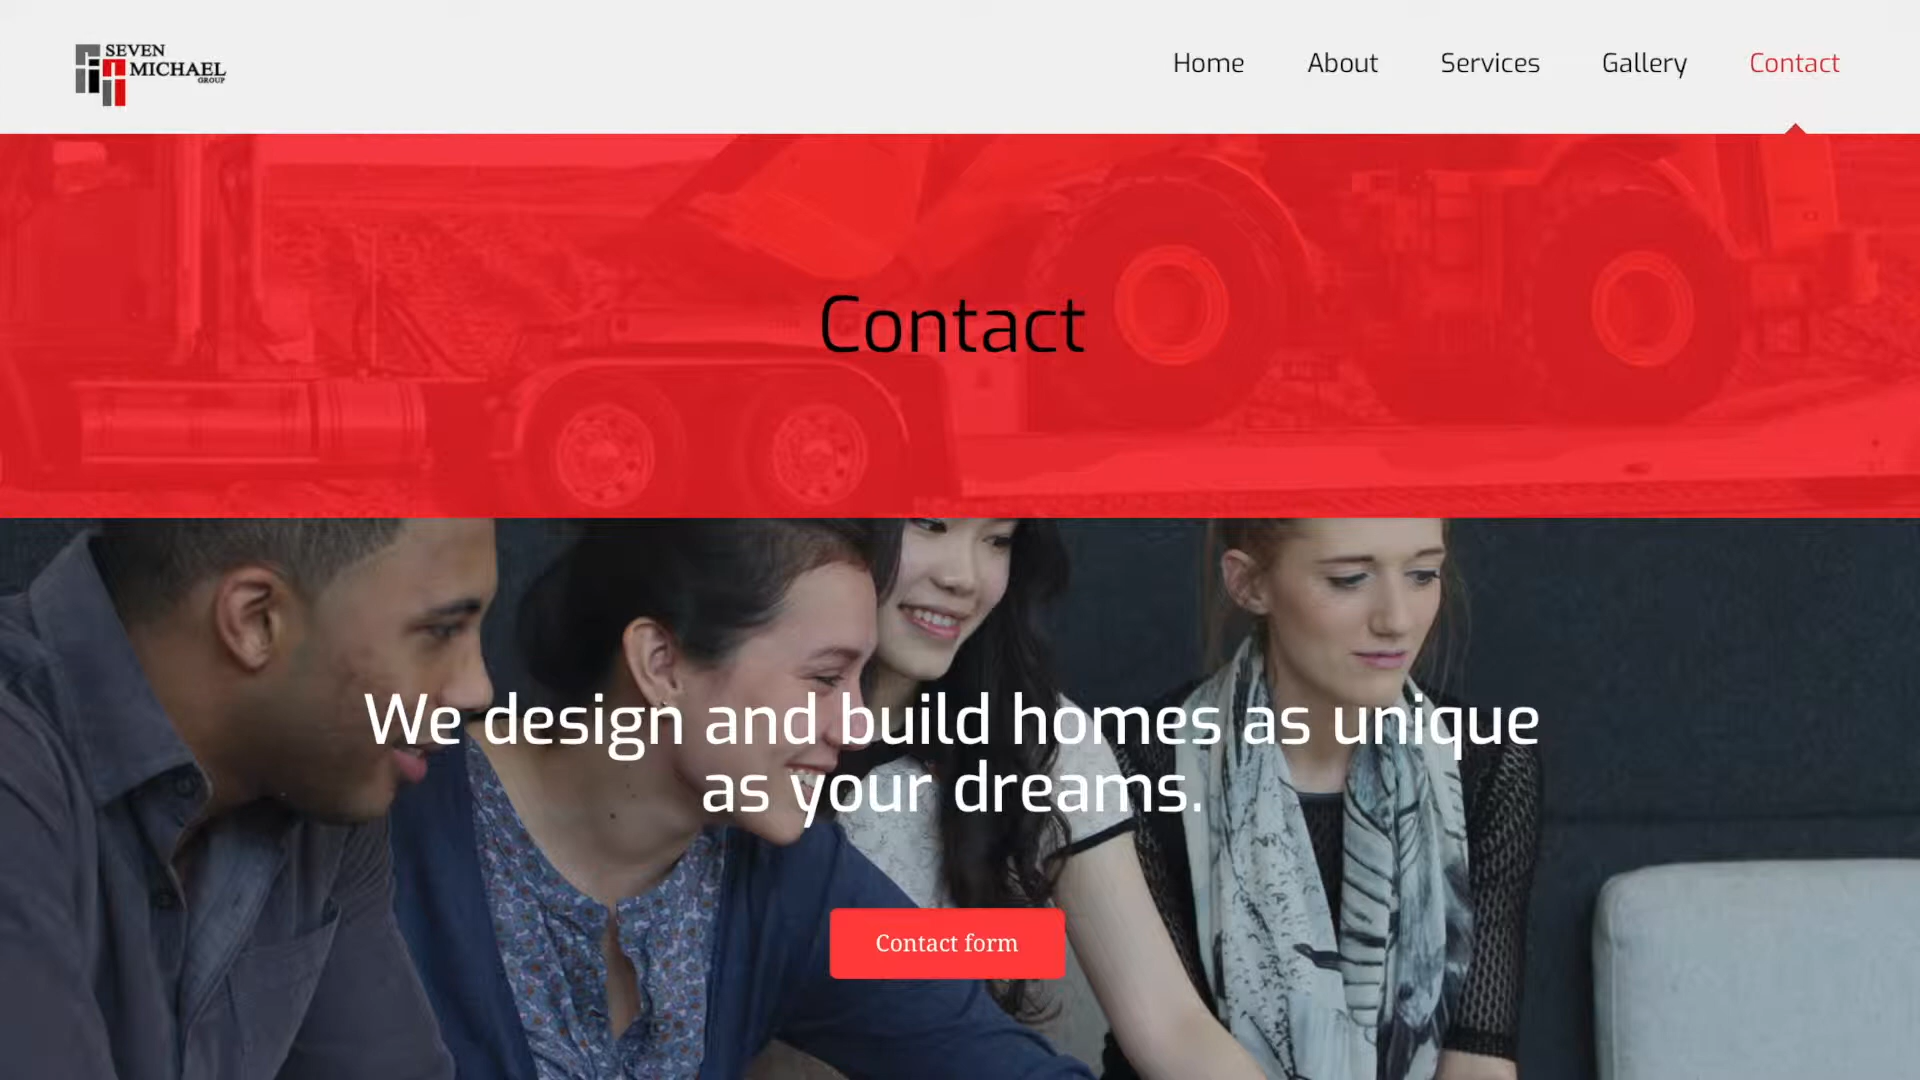 SEVEN
MICHAEL
GROUP
Home About Services Gallery Contact
Contact
We design and build homes as unique
as your dreams.
Contact form